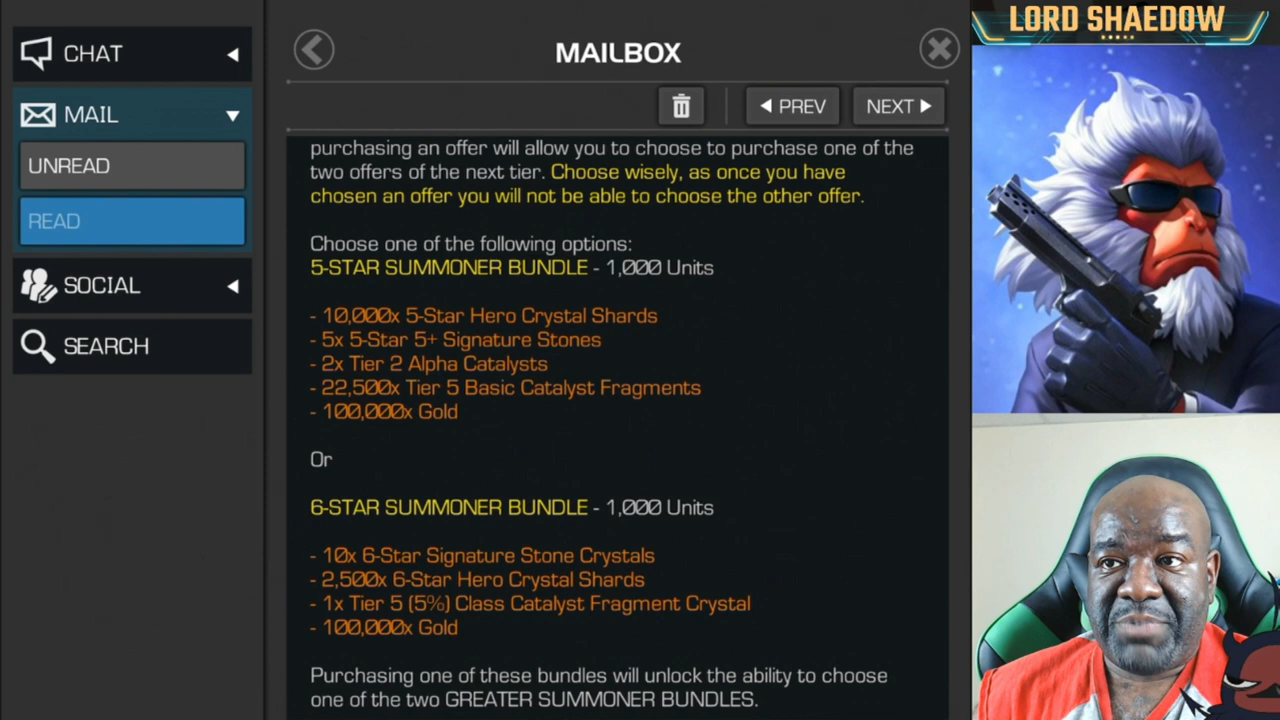 LORD SHAEDOW
CHAT
MAILBOX
MAIL
PREV
NEXT
UNREAD
READ
SOCIAL
SEARCH
purchasing an offer will allow you to choose to purchase one of the
two offers of the next tier. Choose wisely, as once you have
chosen an offer you will not be able to choose the other offer.
Choose one of the following options:
5-STAR SUMMONER BUNDLE - 1,000 Units
- 10,000x 5-Star Hero Crystal Shards
- 5x 5-Star 5+ Signature Stones
- 2x Tier 2 Alpha Catalysts
- 22,500x Tier 5 Basic Catalyst Fragments
- 100,000x Gold
Or
6-STAR SUMMONER BUNDLE - 1,000 Units
- 10x 6-Star Signature Stone Crystals
- 2,500x 6-Star Hero Crystal Shards
- 1x Tier 5 (5%) Class Catalyst Fragment Crystal
- 100,000x Gold
Purchasing one of these bundles will unlock the ability to choose
one of the two GREATER SUMMONER BUNDLES.